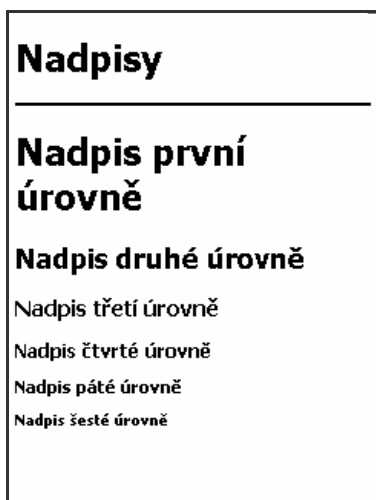 Nadpisy
Nadpis první
úrovně
Nadpis druhé úrovně
Nadpis třetí úrovně
Nadpis čtvrté úrovně
Nadpis páté úrovně
Nadpis šesté úrovně